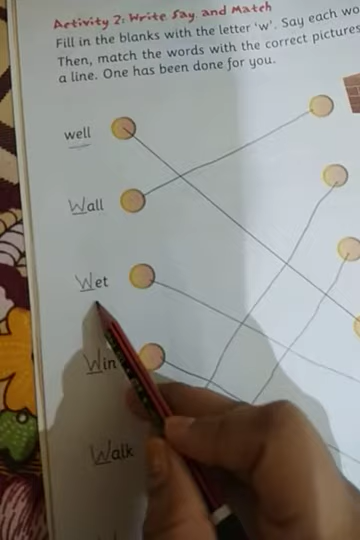 Activity 2: Write Say and Match
Fill in the blanks with the letter 'w'. Say each
Then, match the words with the correct pictures
a line. One has been done for you.
well
Wall
Wet
Win
Walk